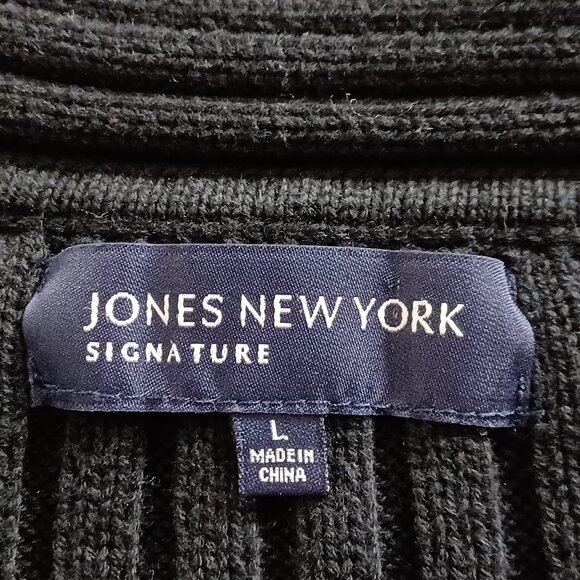 JONES NEW YORK
SIGNATURE
L
MADE IN
CHINA